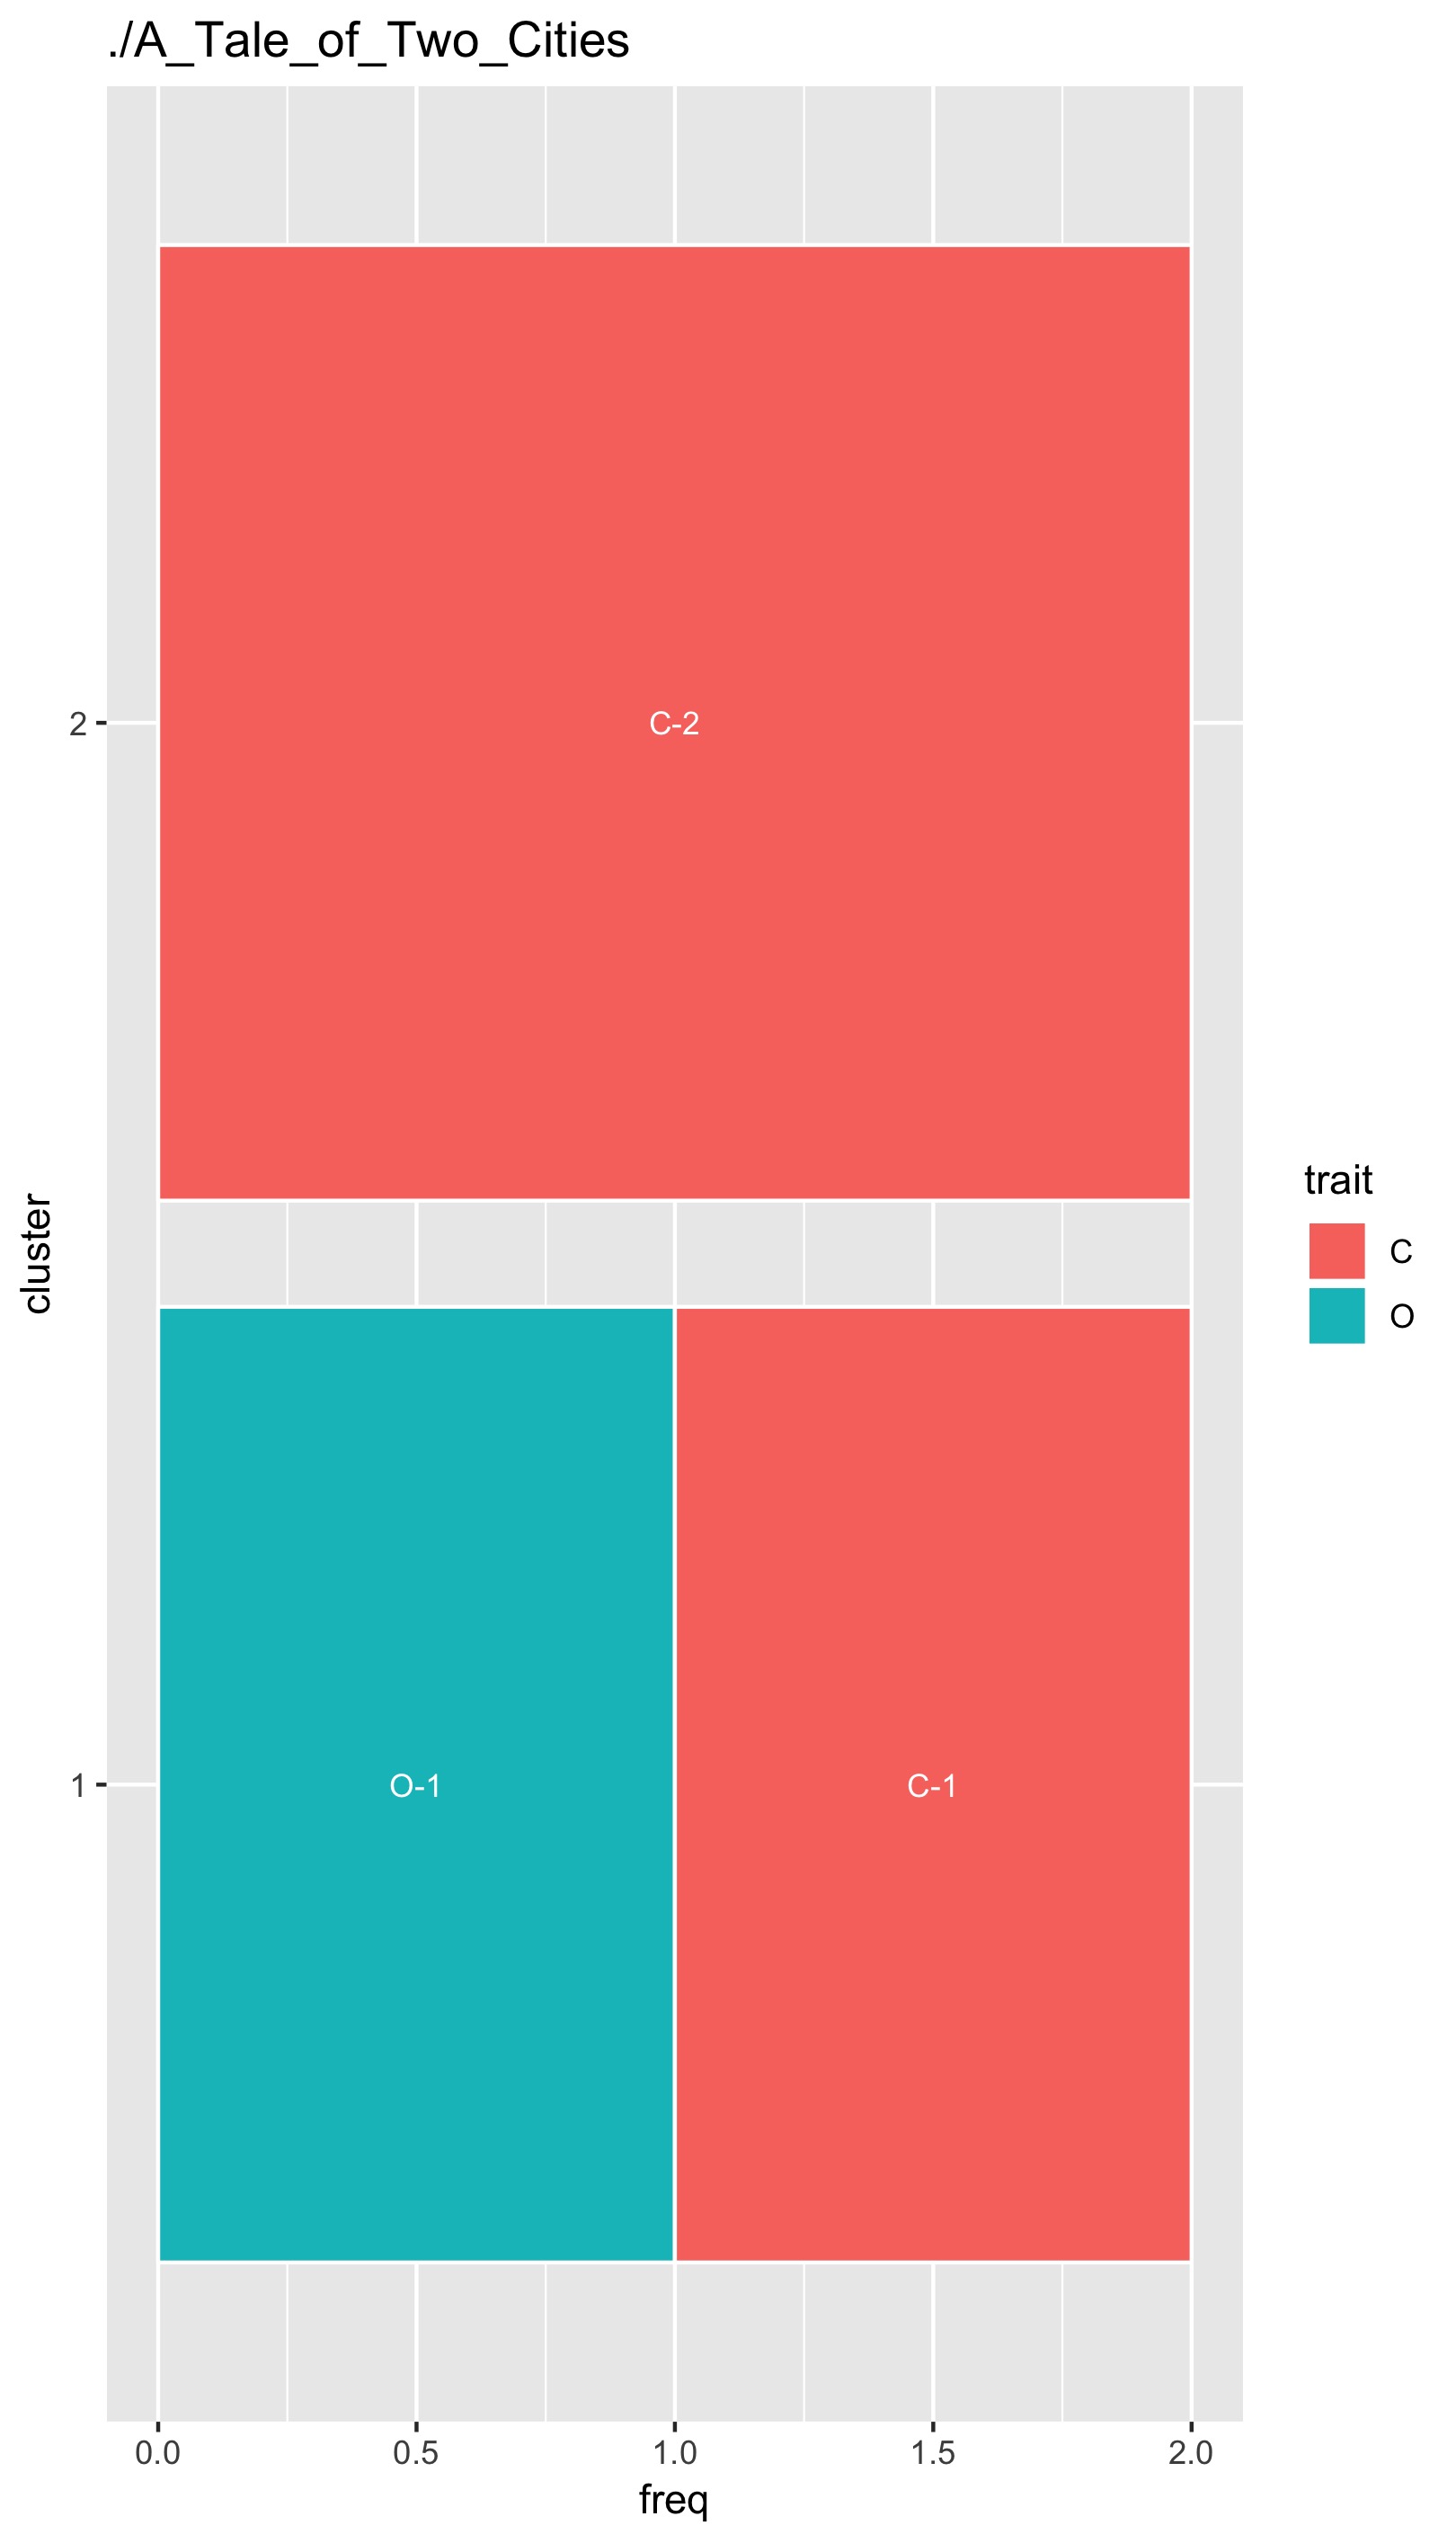 ./A_Tale_of_Two_Cities
C-2
2
cluster
trait
C
O
O-1
C-1
1
0.0 0.5 1.0 1.5 2.0
freq